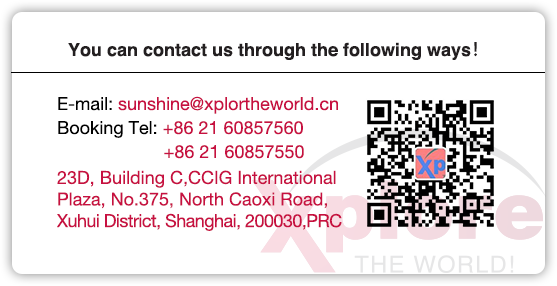 You can contact us through the following ways!
E-mail: sunshine@xplortheworld.cn
Booking Tel: +86 21 60857560
+86 21 60857550
23D, Building C,CCIG International
Plaza, No.375, North Caoxi Road,
Xuhui District, Shanghai, 200030,PRC
Xp
Xplore
THE WORLD!